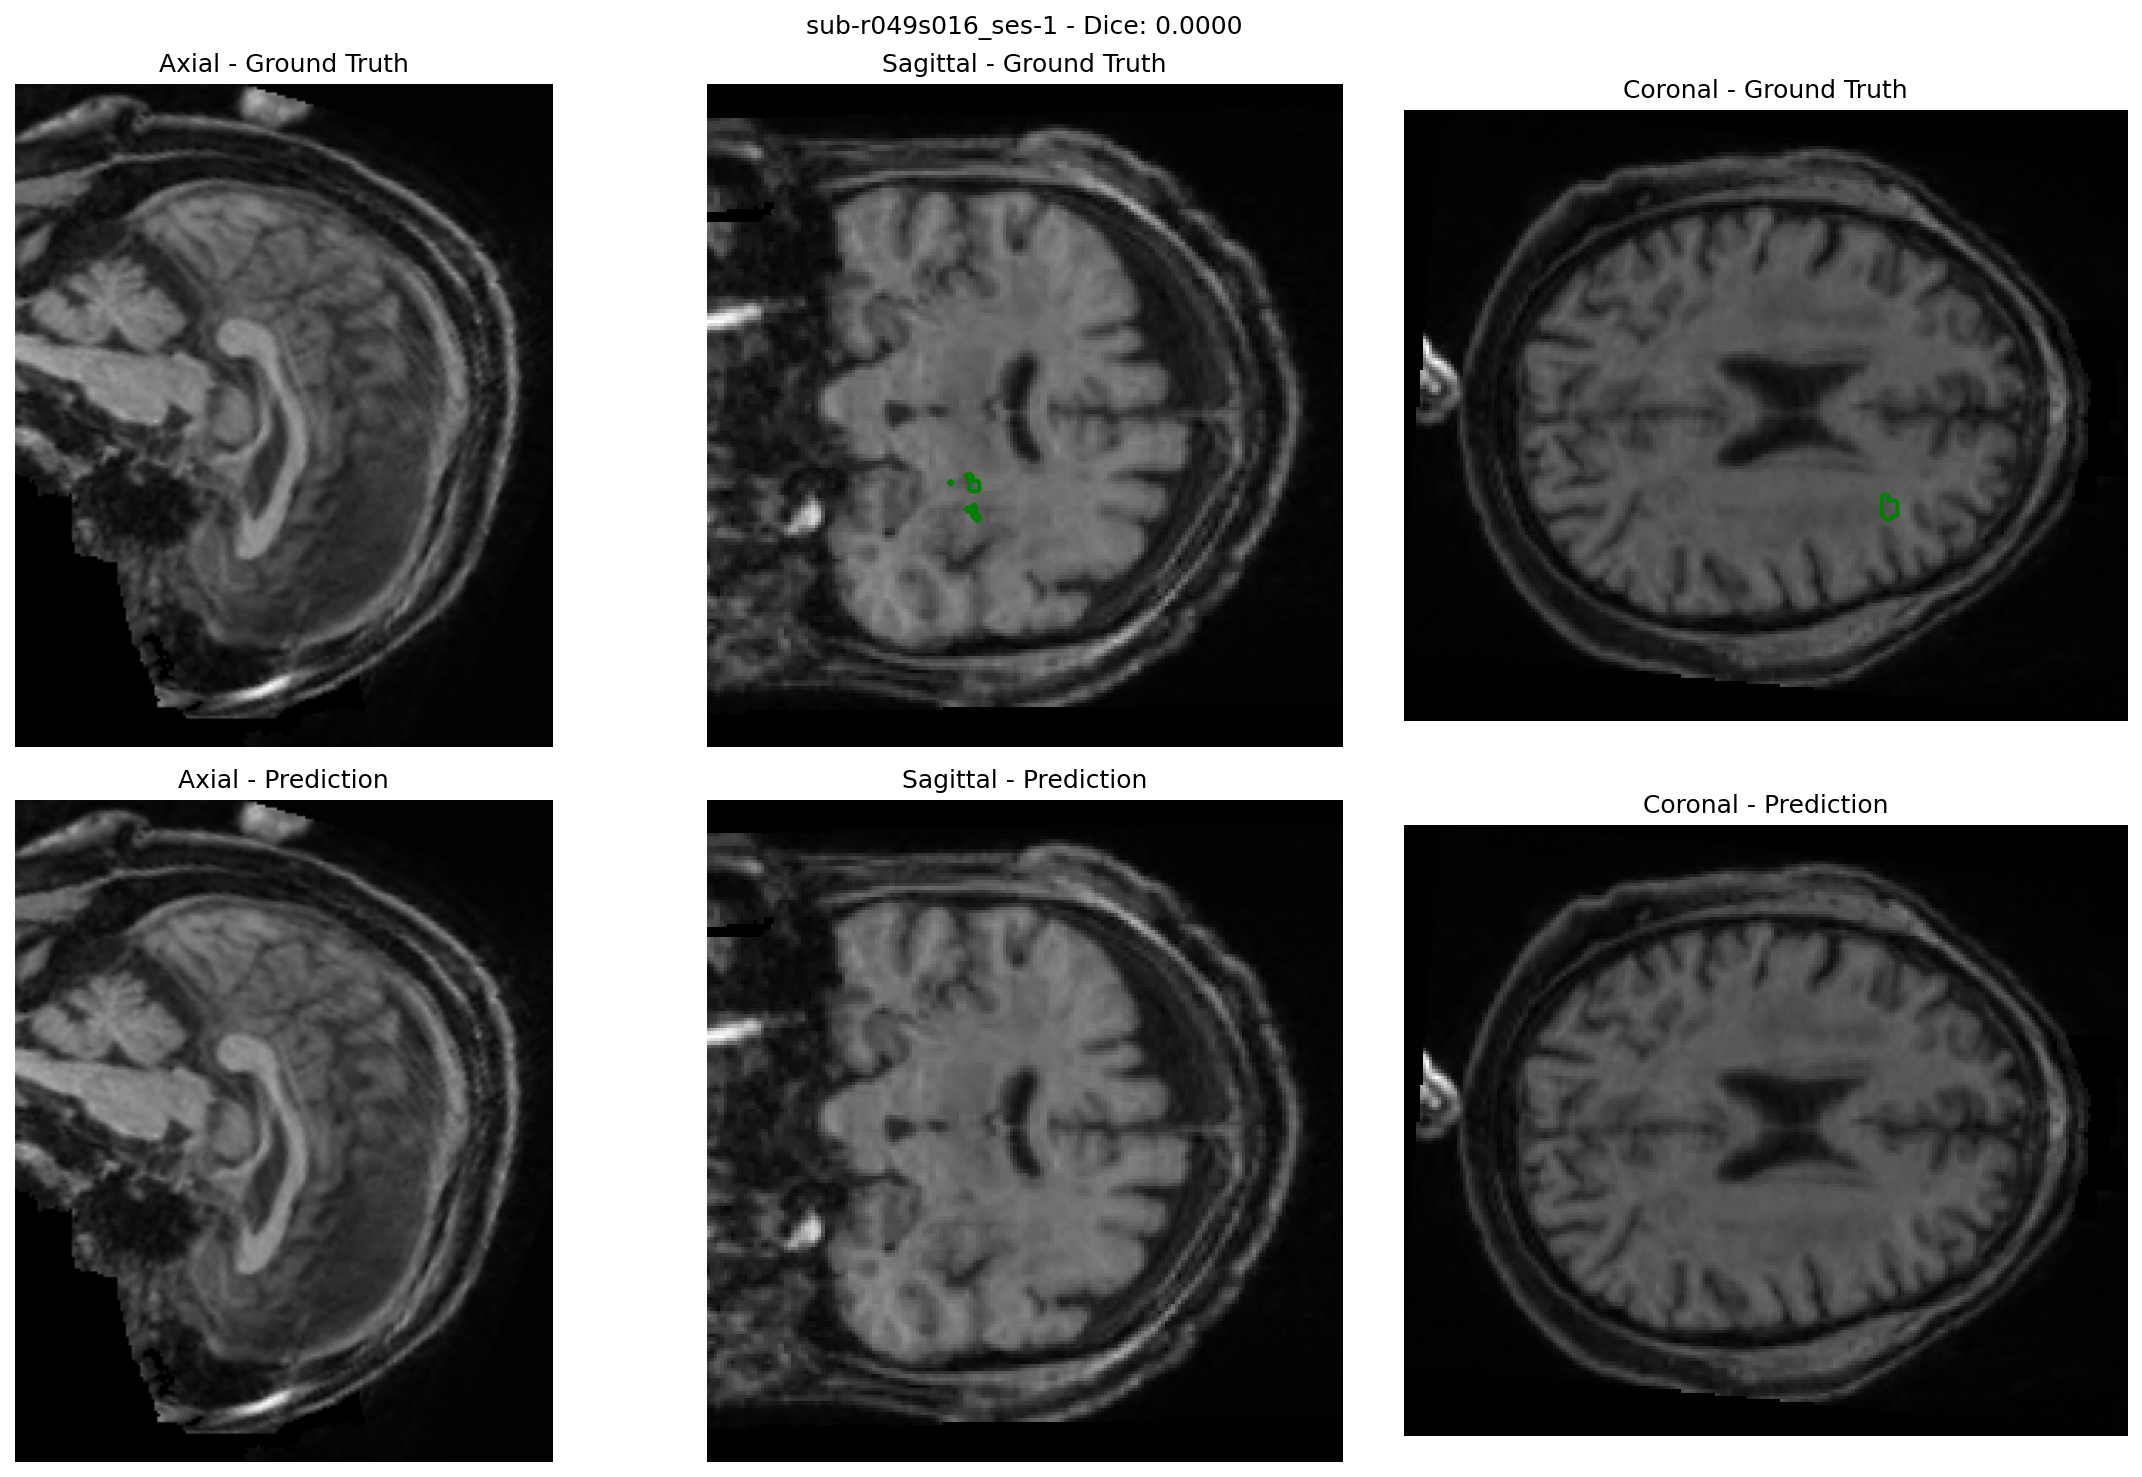 sub-r049s016_ses-1 - Dice: 0.0000
Axial - Ground Truth
Sagittal - Ground Truth
Coronal - Ground Truth
Axial - Prediction
Sagittal - Prediction
Coronal - Prediction